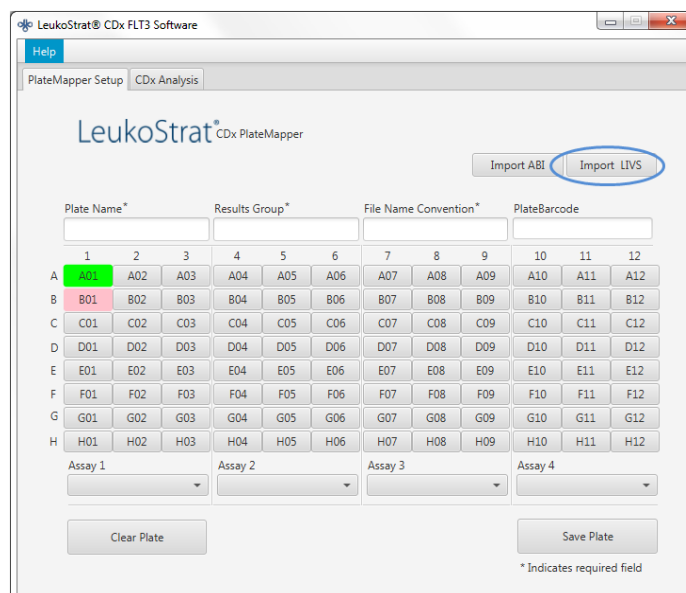 LeukoStrat® CDx FLT3 Software
Help
PlateMapper Setup CDx Analysis
LeukoStrat® CDx PlateMapper
Import ABI Import LIVS
Plate Name* Results Group* File Name Convention* PlateBarcode
1 2 3 4 5 6 7 8 9 10 11 12
A A01 A02 A03 A04 A05 A06 A07 A08 A09 A10 A11 A12
B B01 B02 B03 B04 B05 B06 B07 B08 B09 B10 B11 B12
C C01 C02 C03 C04 C05 C06 C07 C08 C09 C10 C11 C12
D D01 D02 D03 D04 D05 D06 D07 D08 D09 D10 D11 D12
E E01 E02 E03 E04 E05 E06 E07 E08 E09 E10 E11 E12
F F01 F02 F03 F04 F05 F06 F07 F08 F09 F10 F11 F12
G G01 G02 G03 G04 G05 G06 G07 G08 G09 G10 G11 G12
H H01 H02 H03 H04 H05 H06 H07 H08 H09 H10 H11 H12
Assay 1 Assay 2 Assay 3 Assay 4
Clear Plate Save Plate
* Indicates required field